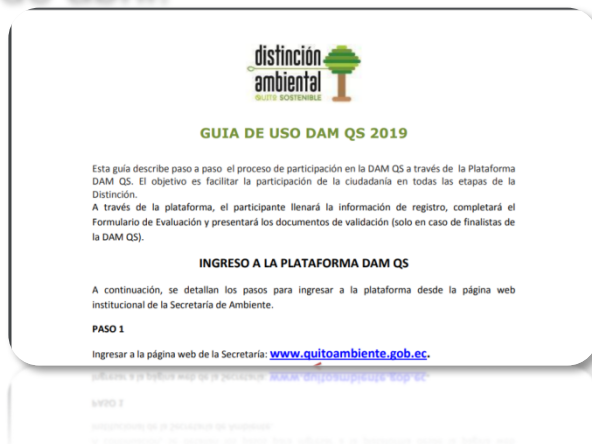 distinción
ambiental
QUITO SOSTENIBLE
GUIA DE USO DAM QS 2019
Esta guía describe paso a paso el proceso de participación en la DAM QS a través de la Plataforma
DAM QS. El objetivo es facilitar la participación de la ciudadanía en todas las etapas de la
Distinción.
A través de la plataforma, el participante llenará la información de registro, completará el
Formulario de Evaluación y presentará los documentos de validación (solo en caso de finalistas de
la DAM QS).
INGRESO A LA PLATAFORMA DAM QS
A continuación, se detallan los pasos para ingresar a la plataforma desde la página web
institucional de la Secretaría de Ambiente.
PASO 1
Ingresar a la página web de la Secretaría: www.quitoambiente.gob.ec.